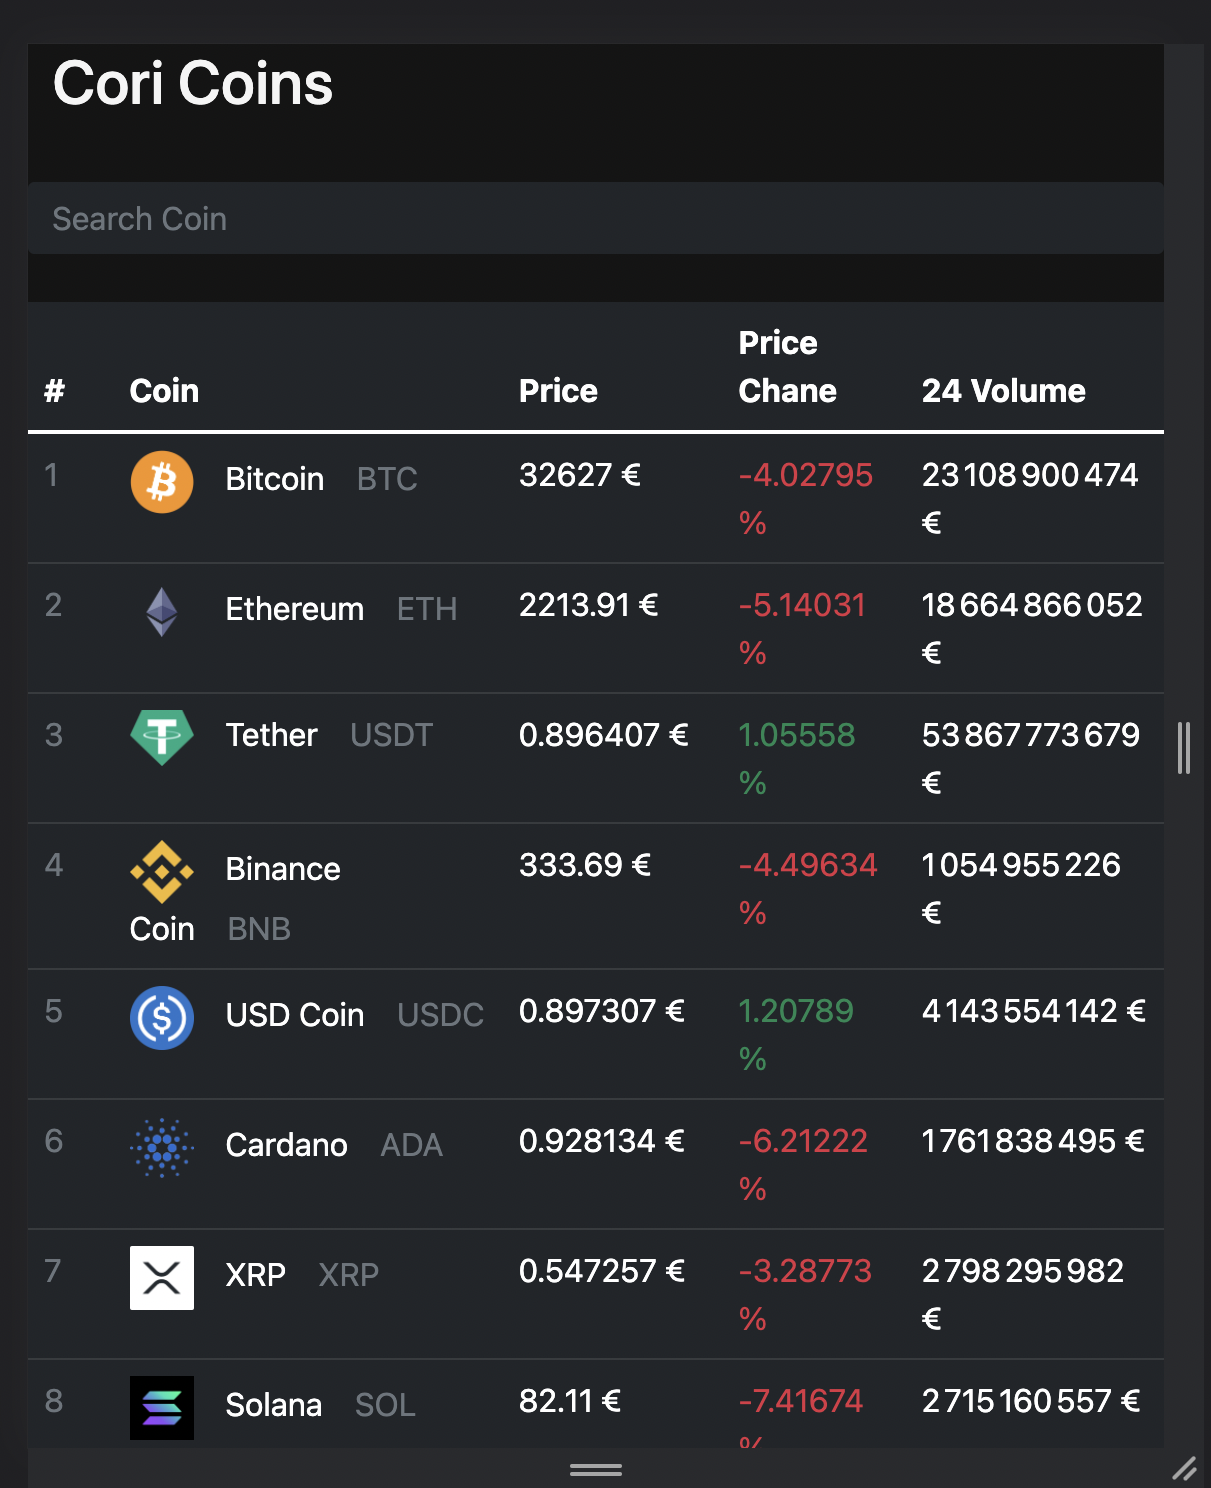 Cori Coins
Search Coin
# Coin Price Price Chane 24 Volume
1 Bitcoin BTC 32627 € -4.02795 % 23 108 900 474 €
2 Ethereum ETH 2213.91 € -5.14031 % 18 664 866 052 €
3 Tether USDT 0.896407 € 1.05558 % 53 867 773 679 €
4 Binance Coin BNB 333.69 € -4.49634 % 1 054 955 226 €
5 USD Coin USDC 0.897307 € 1.20789 % 4 143 554 142 €
6 Cardano ADA 0.928134 € -6.21222 % 1 761 838 495 €
7 XRP XRP 0.547257 € -3.28773 % 2 798 295 982 €
8 Solana SOL 82.11 € -7.41674 % 2 715 160 557 €